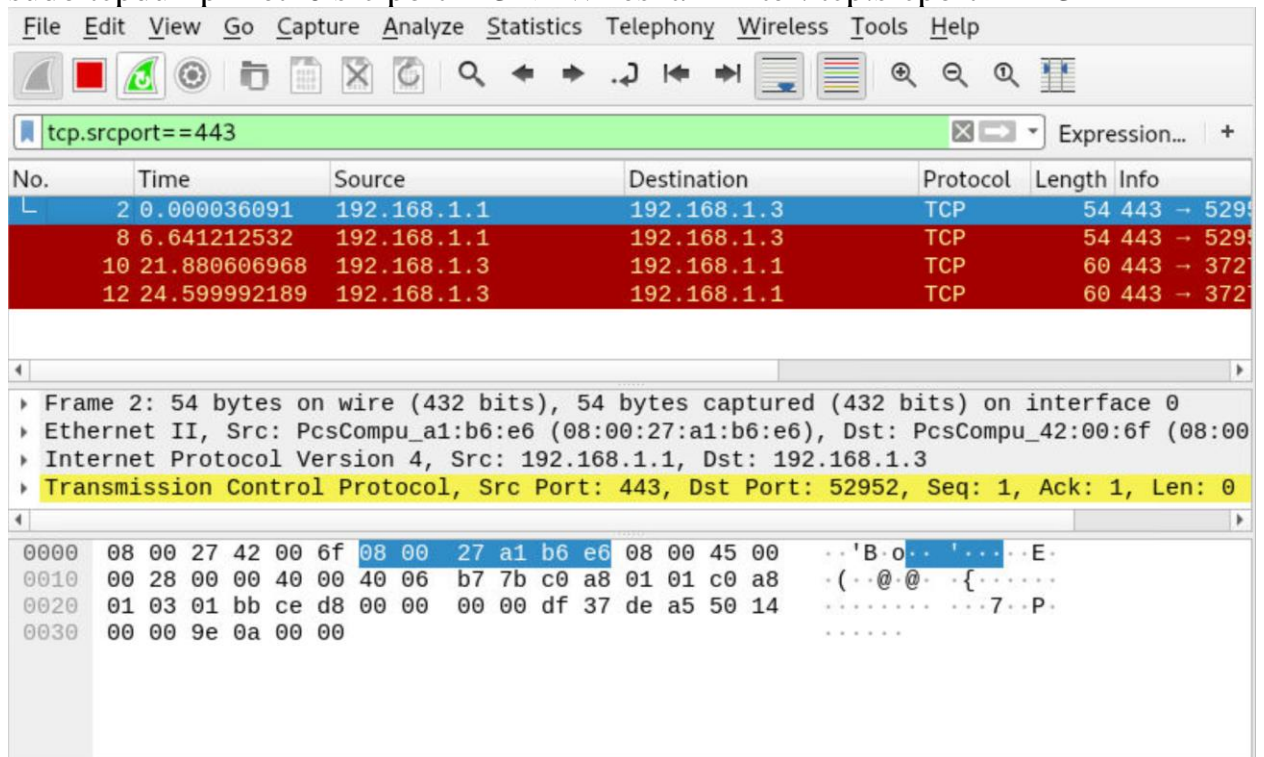 File Edit View Go Capture Analyze Statistics Telephony Wireless Tools Help
tcp.srcport==443 Expression... +
No. Time Source Destination Protocol Length Info
2 0.000036091 192.168.1.1 192.168.1.3 TCP 54 443 → 5295
8 6.641212532 192.168.1.1 192.168.1.3 TCP 54 443 → 5295
10 21.880606968 192.168.1.3 192.168.1.1 TCP 60 443 → 3727
12 24.599992189 192.168.1.3 192.168.1.1 TCP 60 443 → 3727
Frame 2: 54 bytes on wire (432 bits), 54 bytes captured (432 bits) on interface 0
Ethernet II, Src: PcsCompu_a1:b6:e6 (08:00:27:a1:b6:e6), Dst: PcsCompu_42:00:6f (08:00
Internet Protocol Version 4, Src: 192.168.1.1, Dst: 192.168.1.3
Transmission Control Protocol, Src Port: 443, Dst Port: 52952, Seq: 1, Ack: 1, Len: 0
0000 08 00 27 42 00 6f 08 00 27 a1 b6 e6 08 00 45 00 ··'B·o·· '·····E·
0010 00 28 00 00 40 00 40 06 b7 7b c0 a8 01 01 c0 a8 ·(··@·@· ·{······
0020 01 03 01 bb ce d8 00 00 00 00 df 37 de a5 50 14 ········ ···7··P·
0030 00 00 9e 0a 00 00 ······